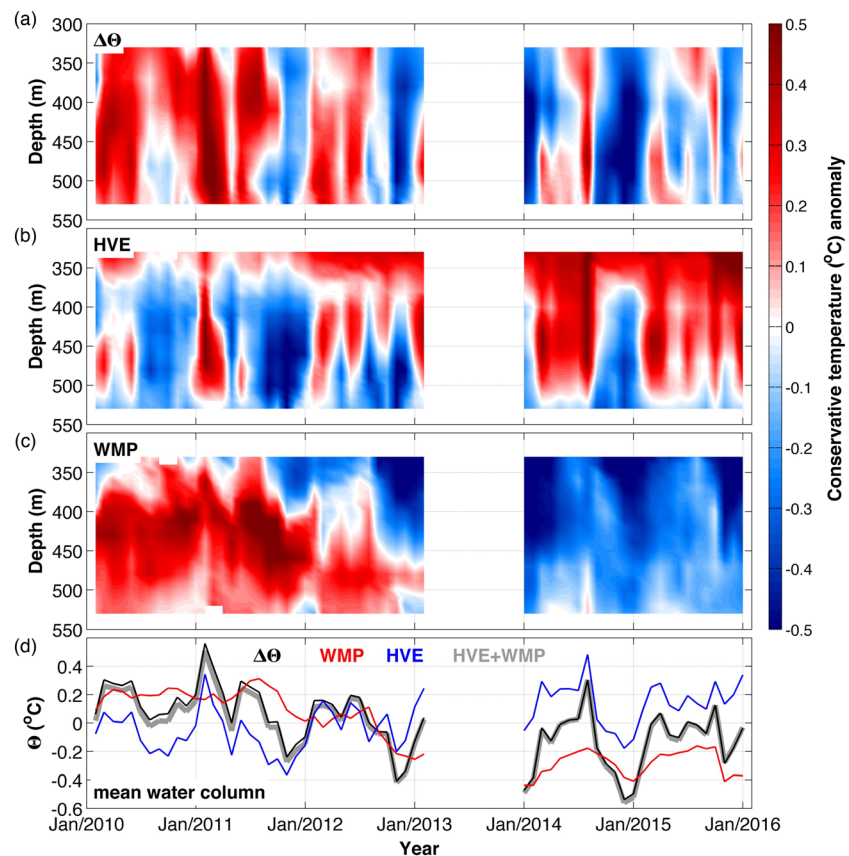 (a)
ΔΘ
300
350
400
450
500
550
Depth (m)
(b)
HVE
350
400
450
500
550
Depth (m)
(c)
WMP
350
400
450
500
550
Depth (m)
0.5
0.4
0.3
0.2
0.1
0
-0.1
-0.2
-0.3
-0.4
-0.5
Conservative temperature (°C) anomaly
(d)
ΔΘ WMP HVE HVE+WMP
0.4
0.2
0
-0.2
-0.4
-0.6
Θ (°C)
mean water column
Jan/2010 Jan/2011 Jan/2012 Jan/2013 Jan/2014 Jan/2015 Jan/2016
Year